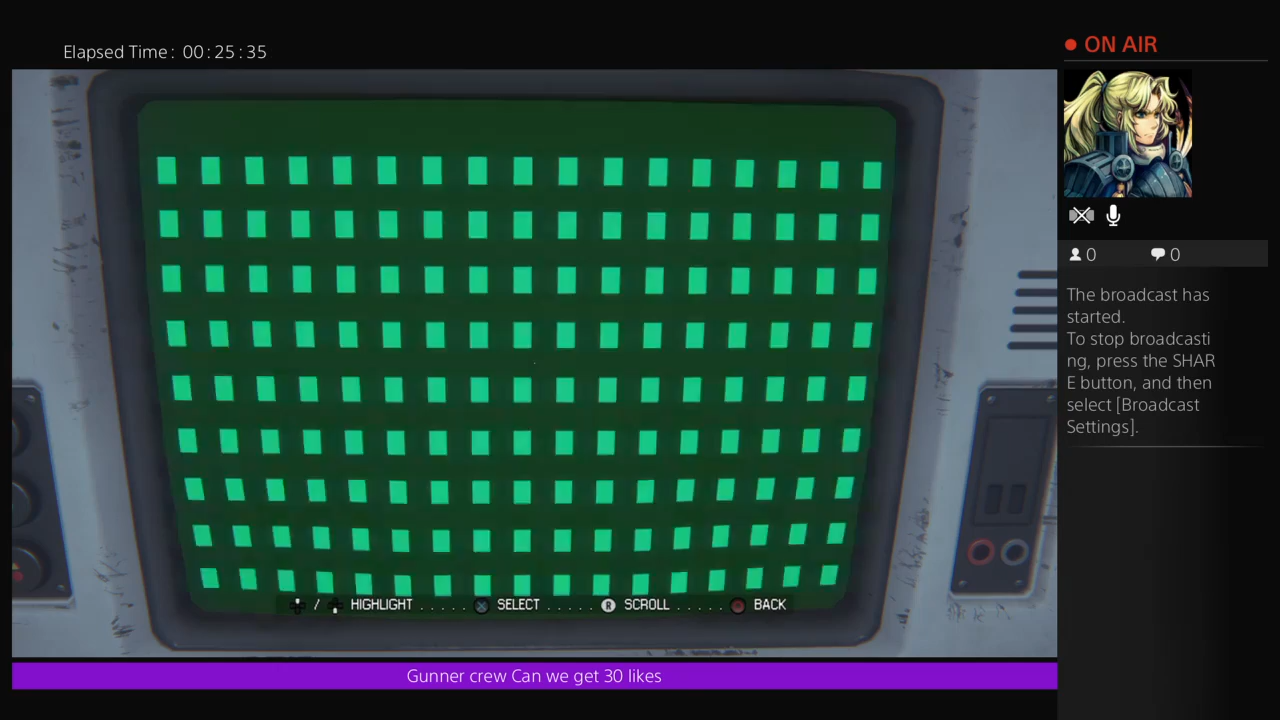 Elapsed Time: 00:25:35
ON AIR
0 0
The broadcast has
started.
To stop broadcasti
ng, press the SHAR
E button, and then
select [Broadcast
Settings].
/ HIGHLIGHT ..... SELECT ..... R SCROLL ..... BACK
Gunner crew Can we get 30 likes